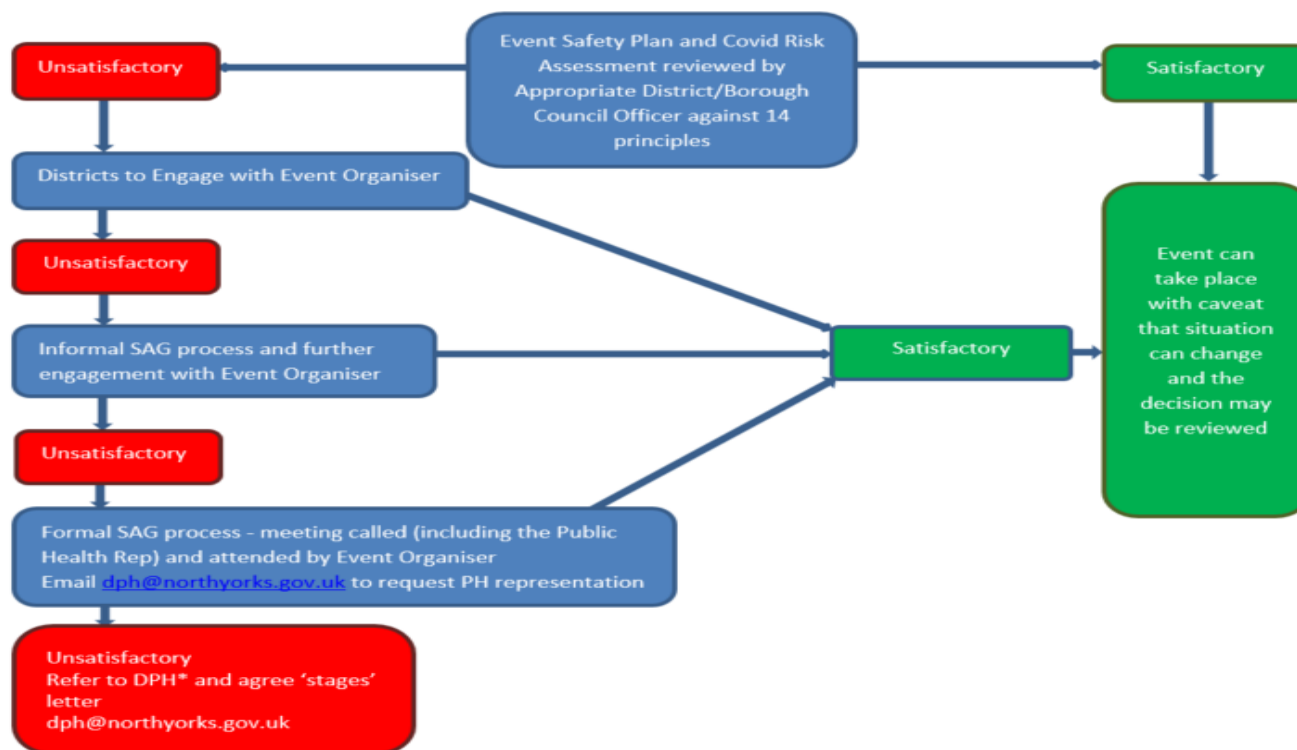 Event Safety Plan and Covid Risk
Assessment reviewed by
Appropriate District/Borough
Council Officer against 14
principles
Unsatisfactory
Satisfactory
Districts to Engage with Event Organiser
Unsatisfactory
Informal SAG process and further
engagement with Event Organiser
Unsatisfactory
Formal SAG process - meeting called (including the Public
Health Rep) and attended by Event Organiser
Email dph@northyorks.gov.uk to request PH representation
Unsatisfactory
Refer to DPH* and agree ‘stages’
letter
dph@northyorks.gov.uk
Satisfactory
Event can
take place
with caveat
that situation
can change
and the
decision may
be reviewed